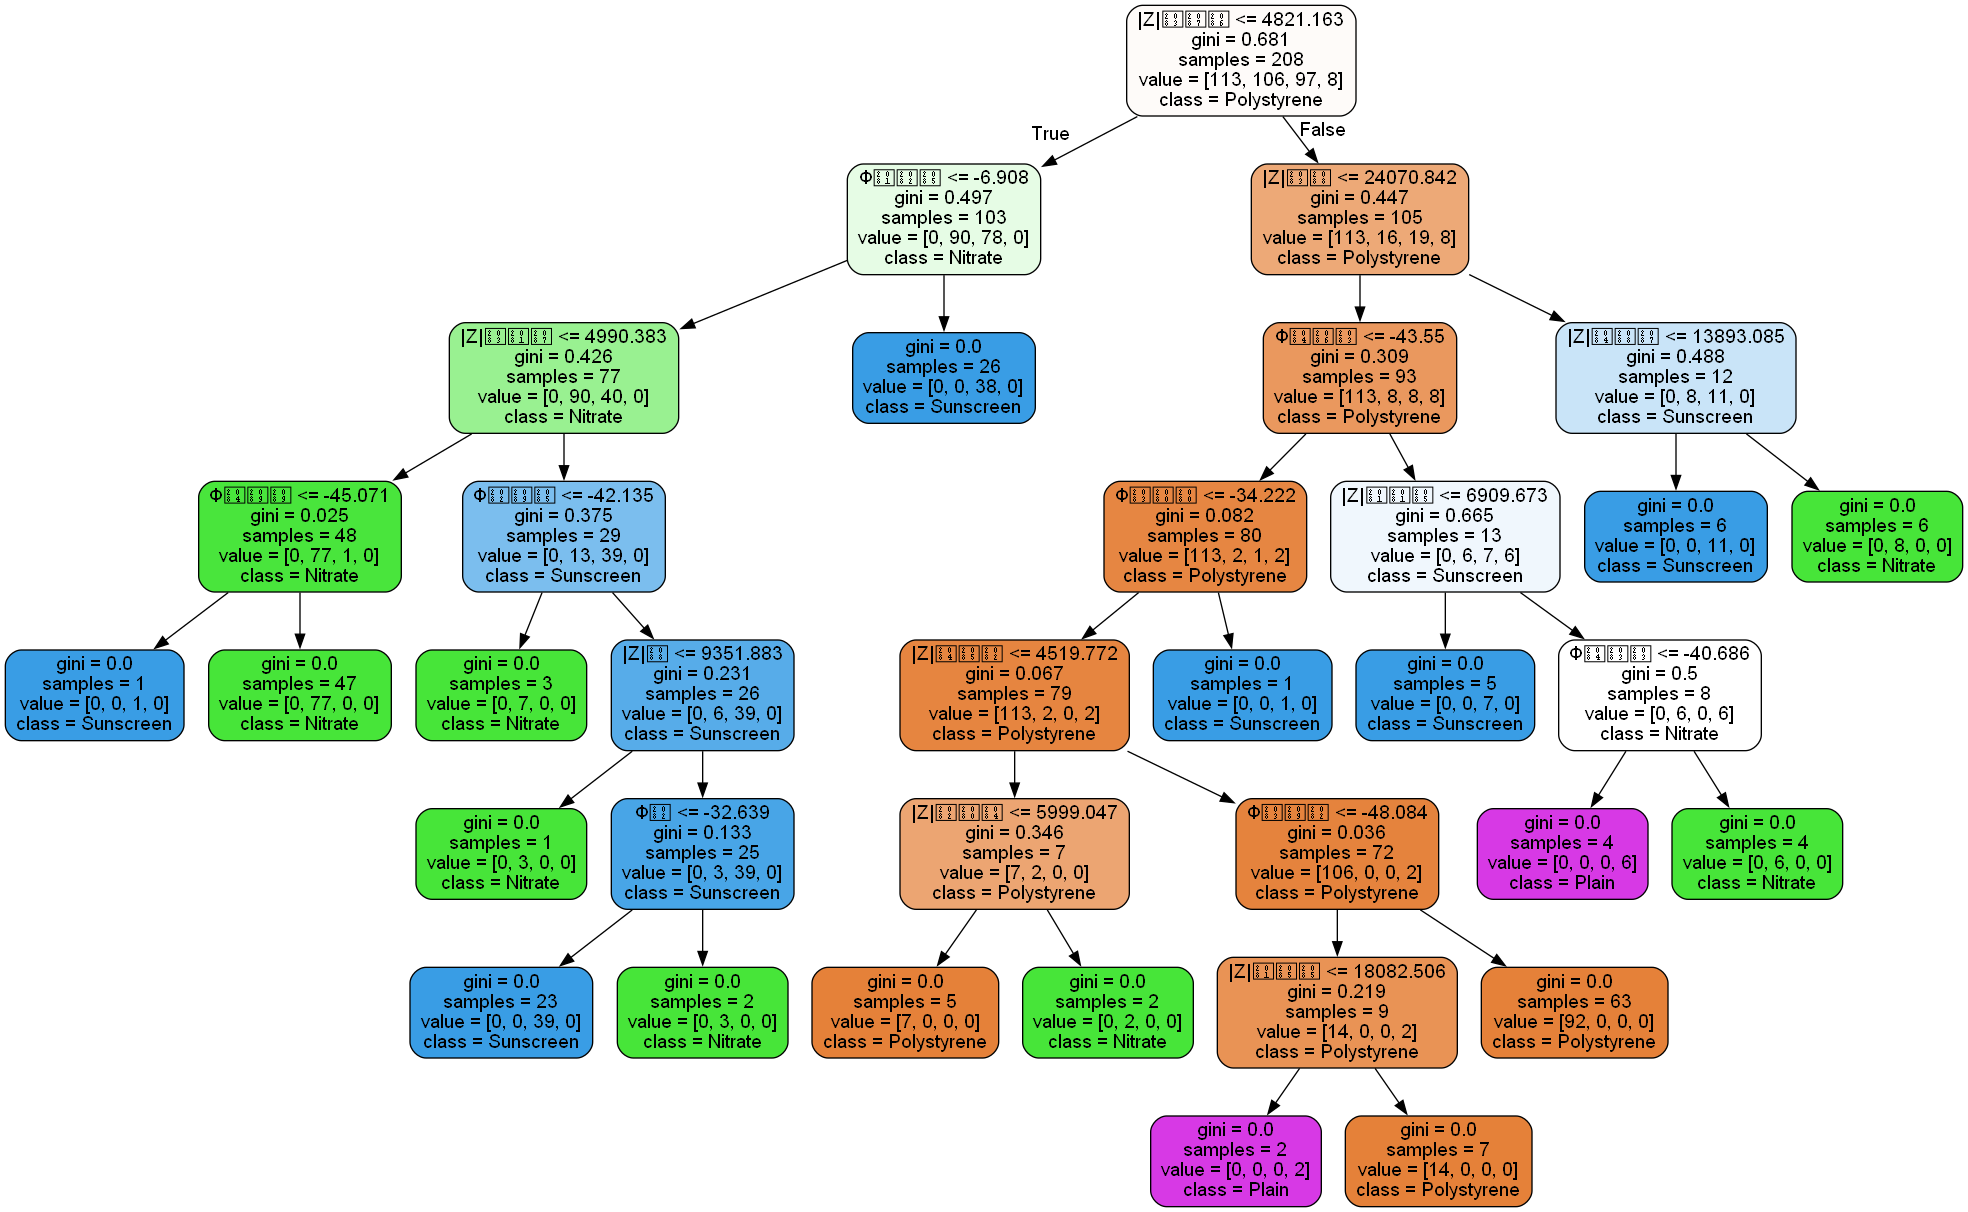 |Z| <= 4821.163
gini = 0.681
samples = 208
value = [113, 106, 97, 8]
class = Polystyrene
True
False
Φ <= -6.908
gini = 0.497
samples = 103
value = [0, 90, 78, 0]
class = Nitrate
|Z| <= 24070.842
gini = 0.447
samples = 105
value = [113, 16, 19, 8]
class = Polystyrene
|Z| <= 4990.383
gini = 0.426
samples = 77
value = [0, 90, 40, 0]
class = Nitrate
gini = 0.0
samples = 26
value = [0, 0, 38, 0]
class = Sunscreen
Φ <= -43.55
gini = 0.309
samples = 93
value = [113, 8, 8, 8]
class = Polystyrene
|Z| <= 13893.085
gini = 0.488
samples = 12
value = [0, 8, 11, 0]
class = Sunscreen
Φ <= -45.071
gini = 0.025
samples = 48
value = [0, 77, 1, 0]
class = Nitrate
Φ <= -42.135
gini = 0.375
samples = 29
value = [0, 13, 39, 0]
class = Sunscreen
Φ <= -34.222
gini = 0.082
samples = 80
value = [113, 2, 1, 2]
class = Polystyrene
|Z| <= 6909.673
gini = 0.665
samples = 13
value = [0, 6, 7, 6]
class = Sunscreen
gini = 0.0
samples = 6
value = [0, 0, 11, 0]
class = Sunscreen
gini = 0.0
samples = 6
value = [0, 8, 0, 0]
class = Nitrate
gini = 0.0
samples = 1
value = [0, 0, 1, 0]
class = Sunscreen
gini = 0.0
samples = 47
value = [0, 77, 0, 0]
class = Nitrate
gini = 0.0
samples = 3
value = [0, 7, 0, 0]
class = Nitrate
|Z| <= 9351.883
gini = 0.231
samples = 26
value = [0, 6, 39, 0]
class = Sunscreen
|Z| <= 4519.772
gini = 0.067
samples = 79
value = [113, 2, 0, 2]
class = Polystyrene
gini = 0.0
samples = 1
value = [0, 0, 1, 0]
class = Sunscreen
gini = 0.0
samples = 5
value = [0, 0, 7, 0]
class = Sunscreen
Φ <= -40.686
gini = 0.5
samples = 8
value = [0, 6, 0, 6]
class = Nitrate
gini = 0.0
samples = 1
value = [0, 3, 0, 0]
class = Nitrate
Φ <= -32.639
gini = 0.133
samples = 25
value = [0, 3, 39, 0]
class = Sunscreen
|Z| <= 5999.047
gini = 0.346
samples = 7
value = [7, 2, 0, 0]
class = Polystyrene
Φ <= -48.084
gini = 0.036
samples = 72
value = [106, 0, 0, 2]
class = Polystyrene
gini = 0.0
samples = 4
value = [0, 0, 0, 6]
class = Plain
gini = 0.0
samples = 4
value = [0, 6, 0, 0]
class = Nitrate
gini = 0.0
samples = 23
value = [0, 0, 39, 0]
class = Sunscreen
gini = 0.0
samples = 2
value = [0, 3, 0, 0]
class = Nitrate
gini = 0.0
samples = 5
value = [7, 0, 0, 0]
class = Polystyrene
gini = 0.0
samples = 2
value = [0, 2, 0, 0]
class = Nitrate
|Z| <= 18082.506
gini = 0.219
samples = 9
value = [14, 0, 0, 2]
class = Polystyrene
gini = 0.0
samples = 63
value = [92, 0, 0, 0]
class = Polystyrene
gini = 0.0
samples = 2
value = [0, 0, 0, 2]
class = Plain
gini = 0.0
samples = 7
value = [14, 0, 0, 0]
class = Polystyrene